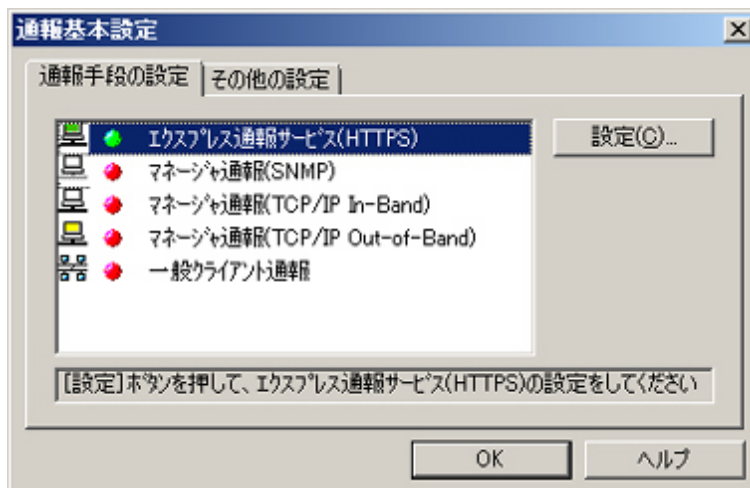 通報基本設定
通報手段の設定 その他の設定
ｴｸｽﾌﾟﾚｽ通報ｻｰﾋﾞｽ(HTTPS)
設定(C)...
ﾏﾈｰｼﾞｬ通報(SNMP)
ﾏﾈｰｼﾞｬ通報(TCP/IP In-Band)
ﾏﾈｰｼﾞｬ通報(TCP/IP Out-of-Band)
一般ｸﾗｲｱﾝﾄ通報
[設定]ﾎﾞﾀﾝを押して、ｴｸｽﾌﾟﾚｽ通報ｻｰﾋﾞｽ(HTTPS)の設定をしてください
OK ヘルプ